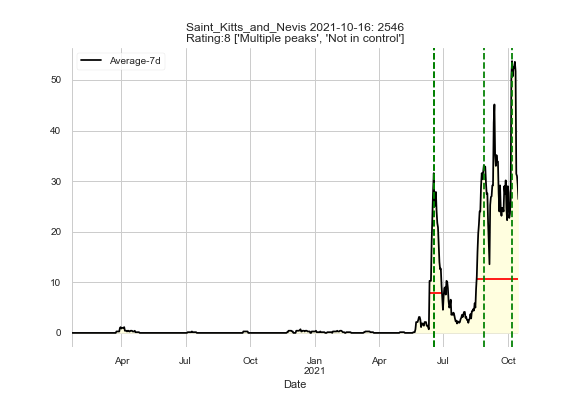 Saint_Kitts_and_Nevis 2021-10-16: 2546
Rating:8 ['Multiple peaks', 'Not in control']
Average-7d
50
40
30
20
10
0
Apr Jul Oct Jan Apr Jul Oct
2021
Date